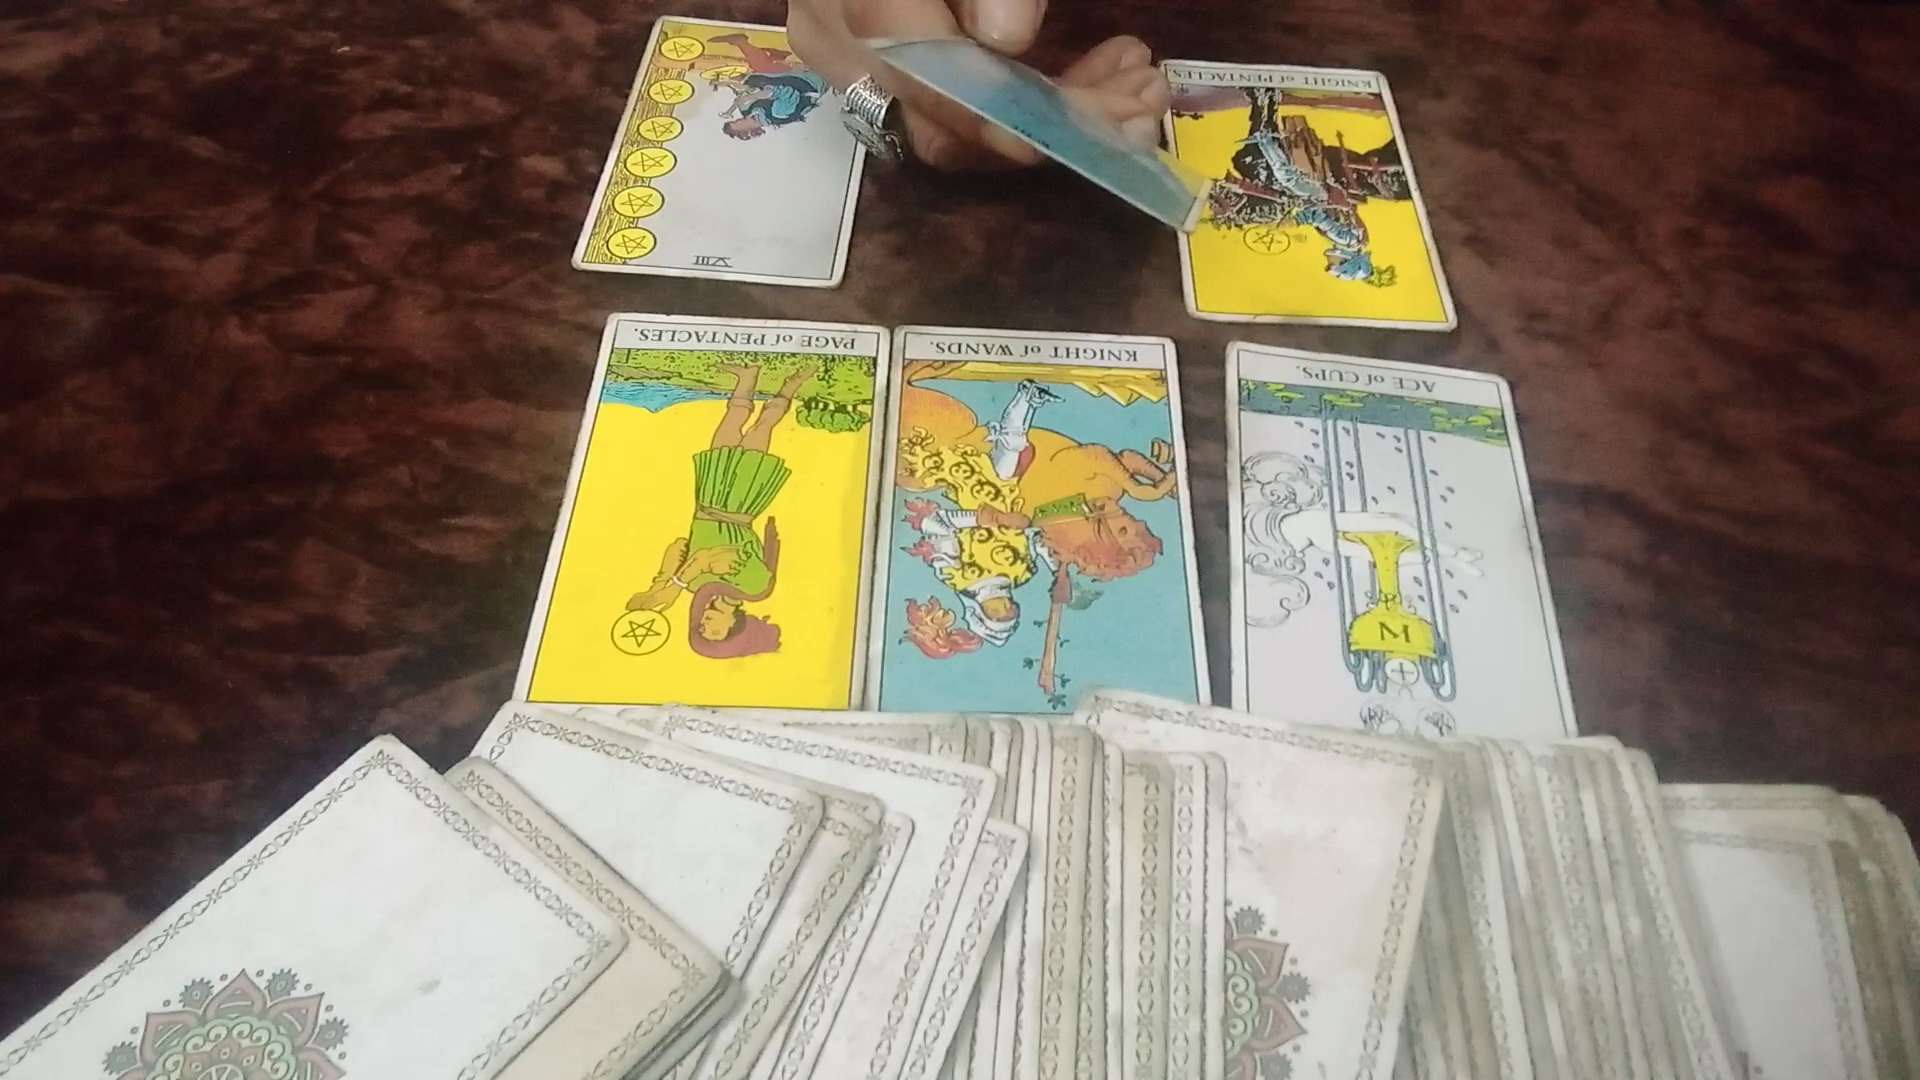 KNIGHT of PENTACLES.
VIII
PAGE of PENTACLES.
KNIGHT of WANDS.
ACE of CUPS.
M